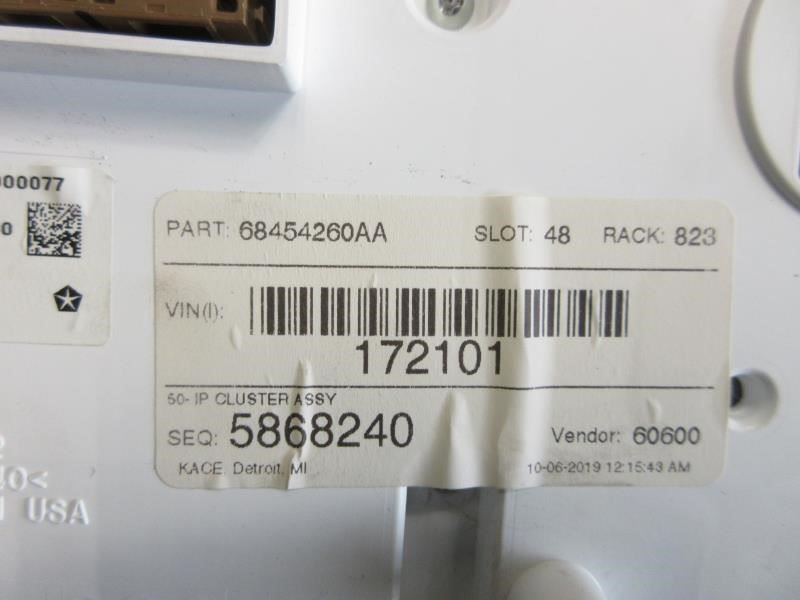 000077
0
PART: 68454260AA SLOT: 48 RACK: 823
VIN(I):
172101
50- IP CLUSTER ASSY
SEQ: 5868240 Vendor: 60600
KACE, Detroit, MI 10-06-2019 12:15:43 AM
40<
USA